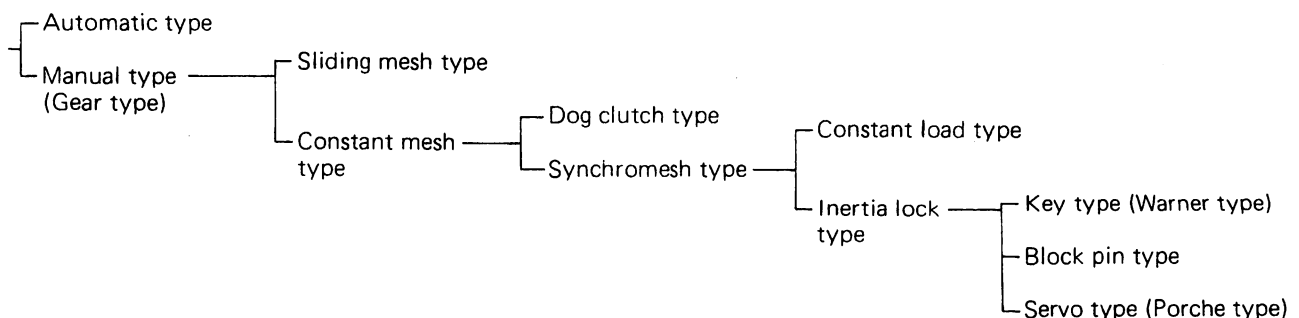 Automatic type
Manual type
(Gear type)
Sliding mesh type
Constant mesh
type
Dog clutch type
Synchromesh type
Constant load type
Inertia lock
type
Key type (Warner type)
Block pin type
Servo type (Porche type)